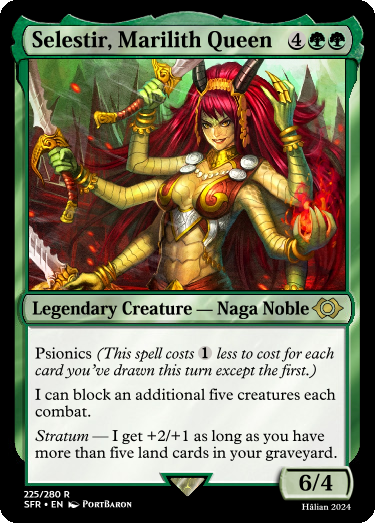 Selestir, Marilith Queen 4
Legendary Creature — Naga Noble
Psionics (This spell costs 1 less to cost for each
card you've drawn this turn except the first.)
I can block an additional five creatures each
combat.
Stratum — I get +2/+1 as long as you have
more than five land cards in your graveyard.
6/4
225/280 R
SFR • EN PortBaron
Hålian 2024